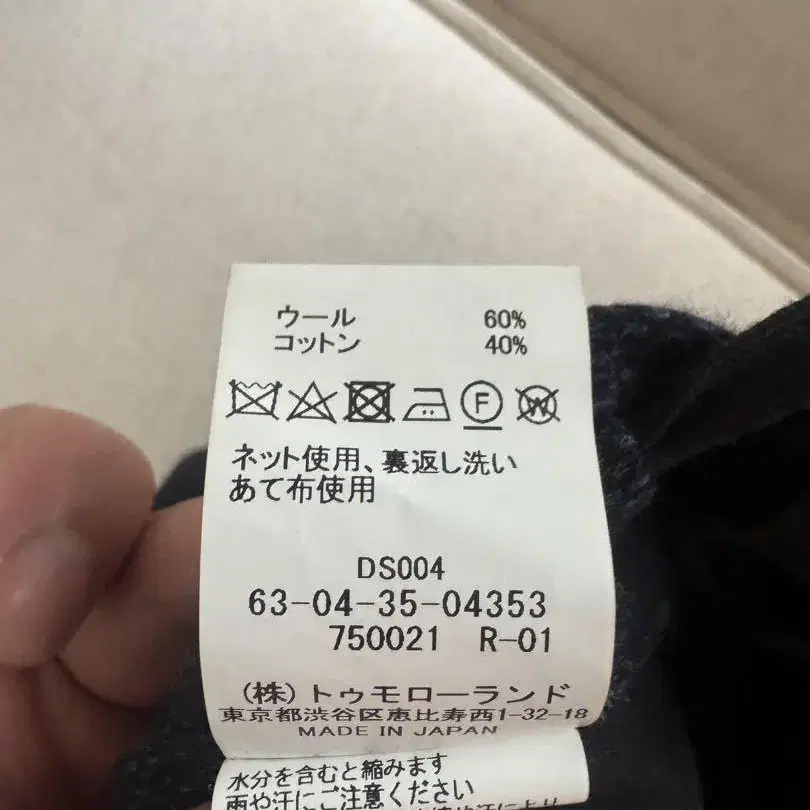 ウール 60%
コットン 40%
F W
ネット使用、裏返し洗い
あて布使用
DS004
63-04-35-04353
750021 R-01
(株)トゥモローランド
東京都渋谷区恵比寿西1-32-18
MADE IN JAPAN
水分を含むと縮みます
雨や汗にご注意ください